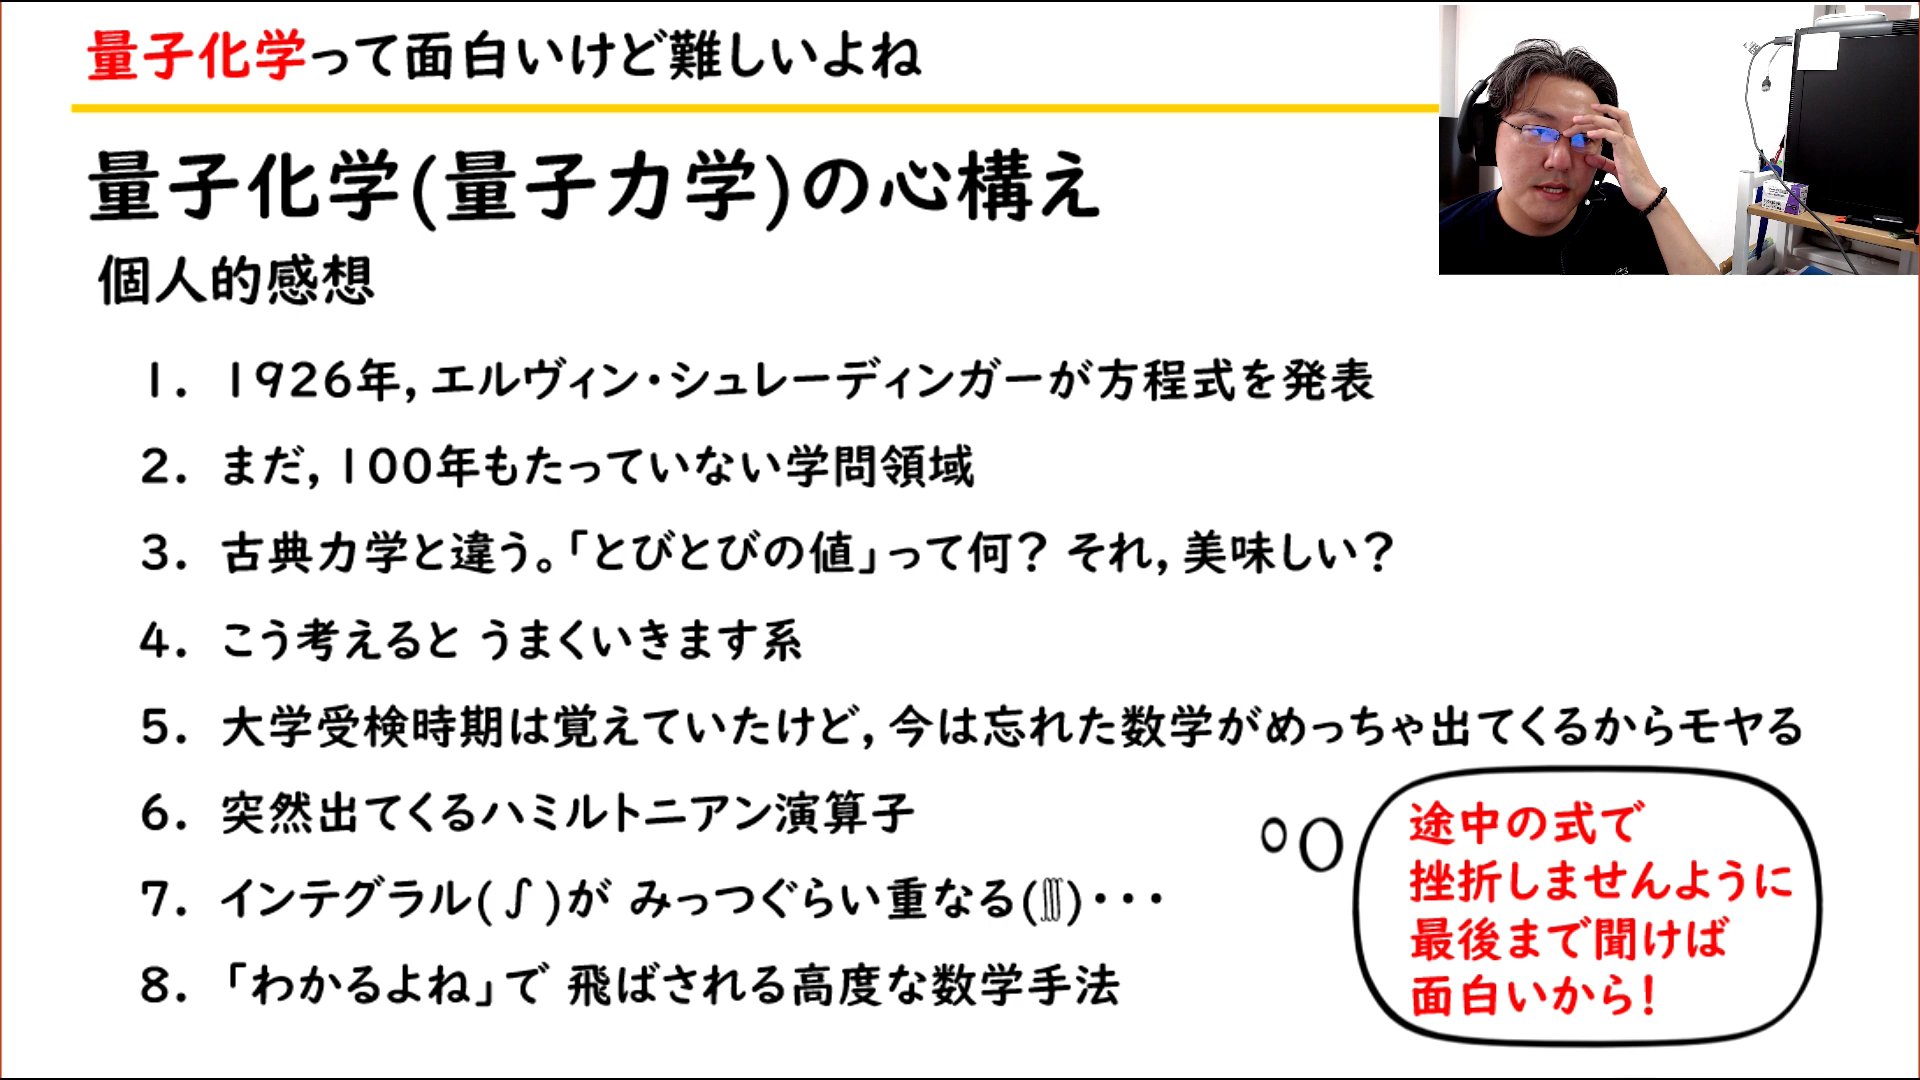 量子化学って面白いけど難しいよね
量子化学(量子力学)の心構え
個人的感想
1. 1926年, エルヴィン・シュレーディンガーが方程式を発表
2. まだ, 100年もたっていない学問領域
3. 古典力学と違う。「とびとびの値」って何? それ, 美味しい?
4. こう考えると うまくいきます系
5. 大学受検時期は覚えていたけど, 今は忘れた数学がめっちゃ出てくるからモヤる
6. 突然出てくるハミルトニアン演算子
7. インテグラル(∫)が みっつぐらい重なる(∭)・・・
8. 「わかるよね」で 飛ばされる高度な数学手法
途中の式で
挫折しませんように
最後まで聞けば
面白いから!